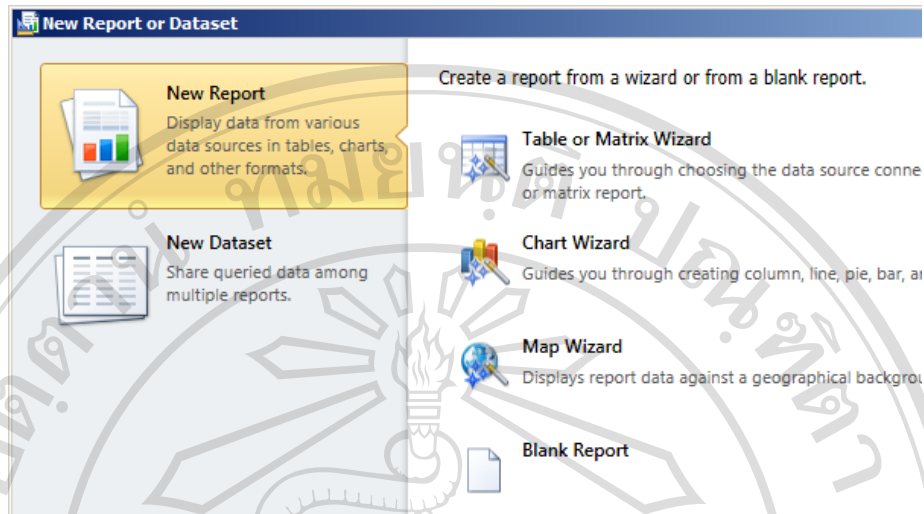 New Report or Dataset
New Report
Display data from various
data sources in tables, charts,
and other formats.
New Dataset
Share queried data among
multiple reports.
Create a report from a wizard or from a blank report.
Table or Matrix Wizard
Guides you through choosing the data source conne
or matrix report.
Chart Wizard
Guides you through creating column, line, pie, bar, an
Map Wizard
Displays report data against a geographical backgrou
Blank Report